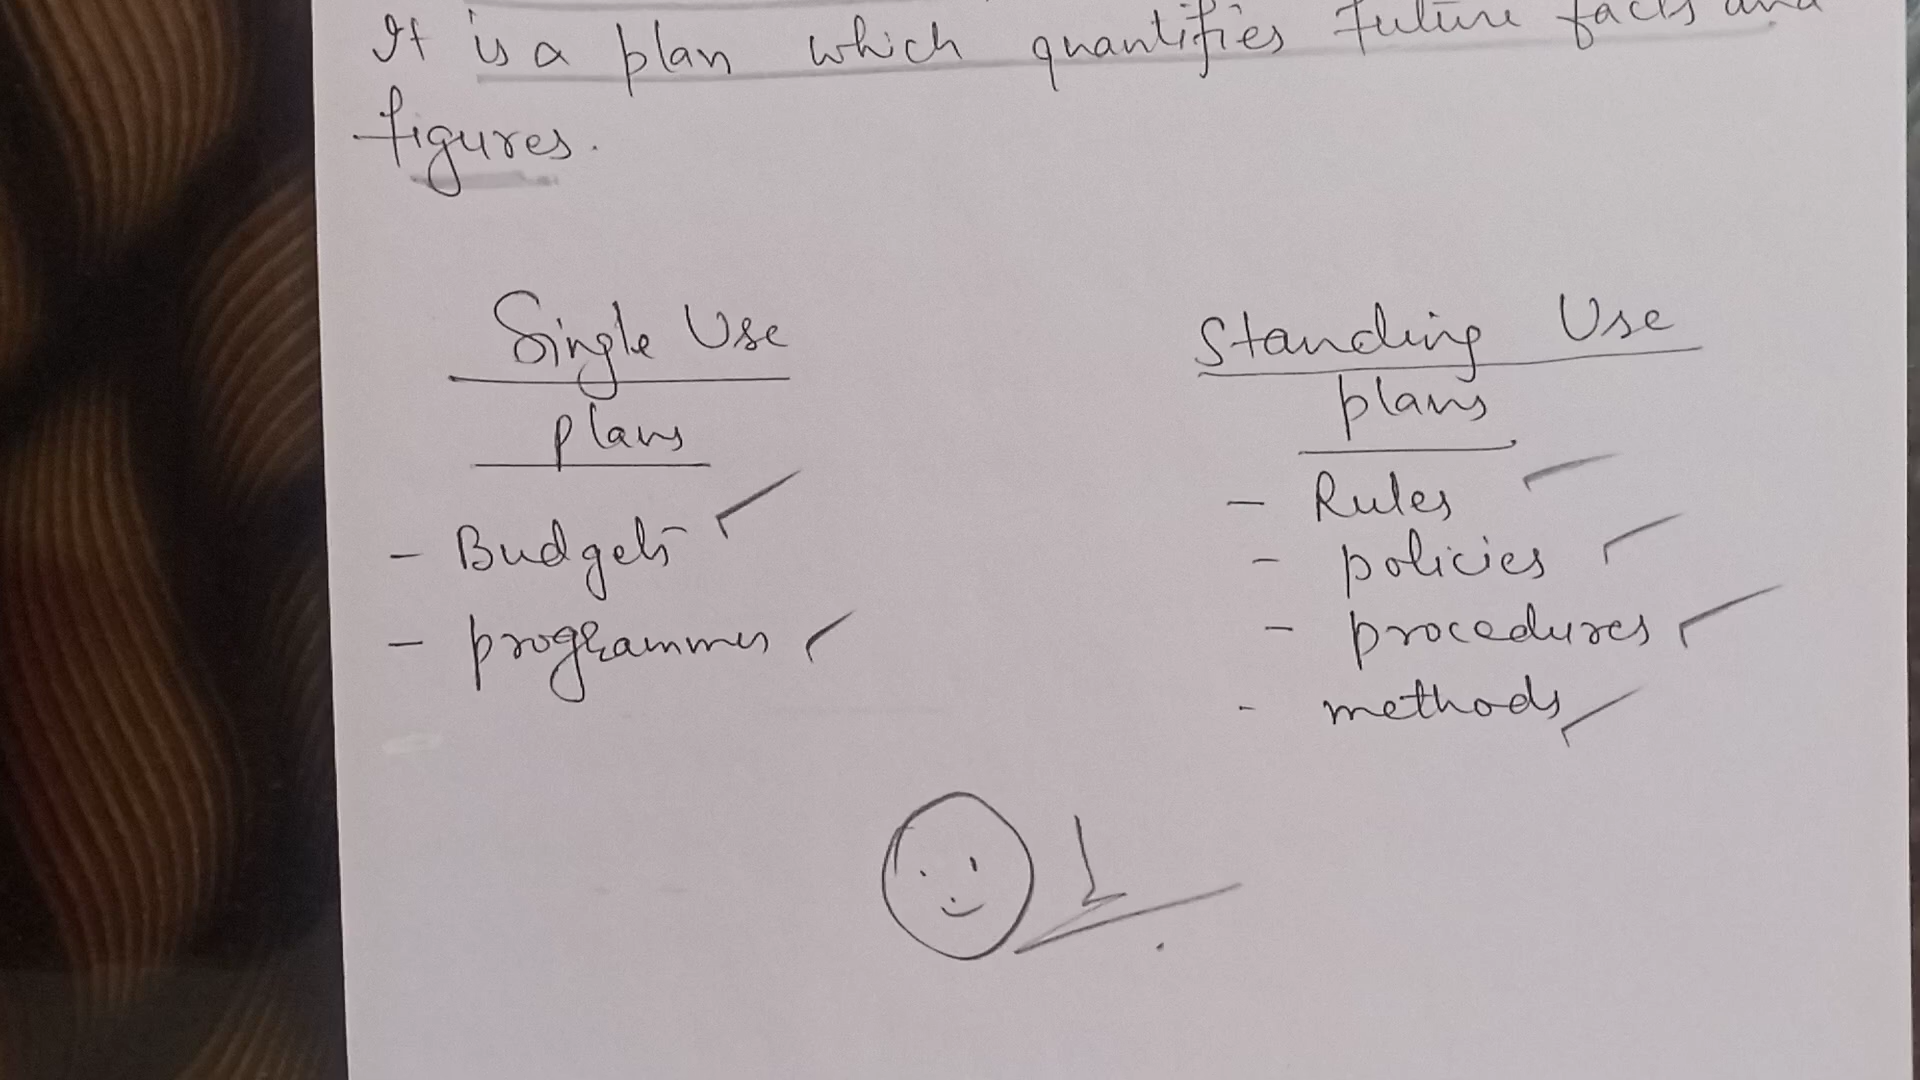 It is a plan which quantifies future facts and
figures.
Single Use
plans
- Budgets
- programmes
Standing Use
plans
- Rules
- policies
- procedures
- methods